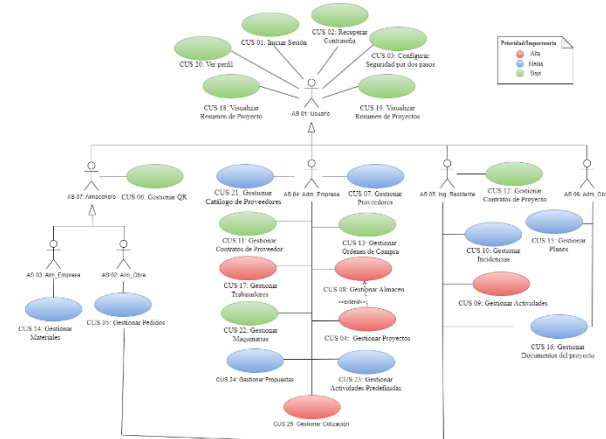 CUS 02: Recuperar
Contraseña
CUS 01: Iniciar Sesión
CUS 03: Configurar
Seguridad por dos pasos
CUS 20: Ver perfil
CUS 18: Visualizar
Resumen de Proyecto
AS 01: Usuario
CUS 19: Visualizar
Resumen de Proyectos
Prioridad/Importancia
Alta
Media
Baja
AS 07: Almacenero
CUS 06: Gestionar QR
CUS 21: Gestionar
Catálogo de Proveedores
AS 04: Adm_Empresa
CUS 07: Gestionar
Proveedores
AS 05: Ing_Residente
CUS 12: Gestionar
Contratos de Proyecto
AS 06: Adm_Obra
CUS 11: Gestionar
Contratos de Proveedor
CUS 13: Gestionar
Ordenes de Compra
CUS 10: Gestionar
Incidencias
CUS 15: Gestionar
Planos
AS 03: Alm_Empresa
AS 02: Alm_Obra
CUS 17: Gestionar
Trabajadores
CUS 08: Gestionar Almacen
<<extend>>
CUS 09: Gestionar Actividades
CUS 14: Gestionar
Materiales
CUS 05: Gestionar Pedidos
CUS 22: Gestionar
Maquinarias
CUS 04: Gestionar Proyectos
CUS 16: Gestionar
Documentos del proyecto
CUS 24: Gestionar Propuestas
CUS 23: Gestionar
Actividades Predefinidas
CUS 25: Gestionar Cotización